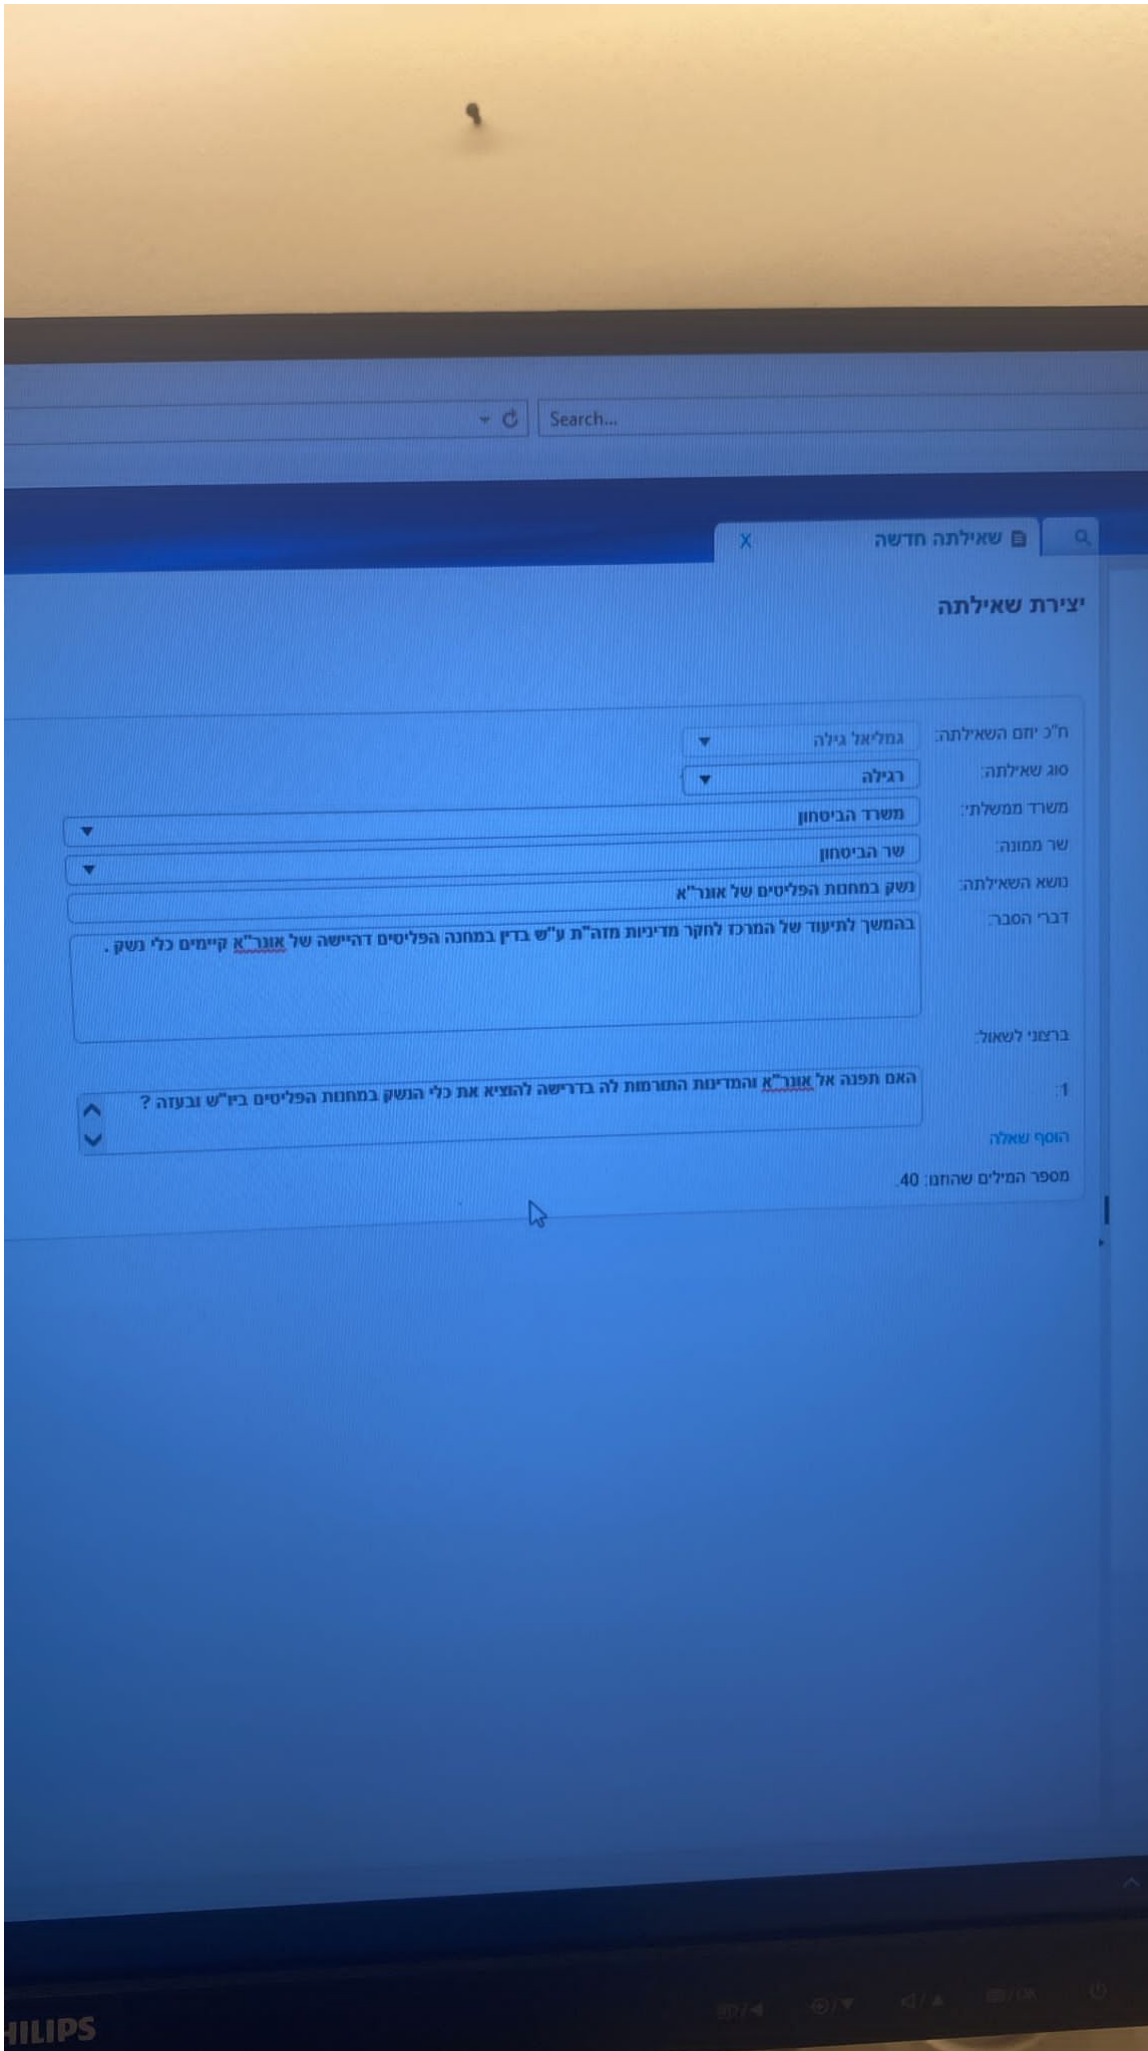 Search...
שאילתה חדשה X
יצירת שאילתה
ח"כ יוזם השאילתה: גמליאל גילה
סוג שאילתה: רגילה
משרד ממשלתי: משרד הביטחון
שר ממונה: שר הביטחון
נושא השאילתה: נשק במחנות הפליטים של אונר"א
דברי הסבר: בהמשך לתיעוד של המרכז לחקר מדיניות מזה"ת ע"ש בדין במחנה הפליטים דהיישה של אונר"א קיימים כלי נשק .
ברצוני לשאול:
1: האם תפנה אל אונר"א והמדינות התורמות לה בדרישה להוציא את כלי הנשק במחנות הפליטים ביו"ש ובעזה ?
הוסף שאלה
מספר המילים שהוזנו: 40.
HILIPS